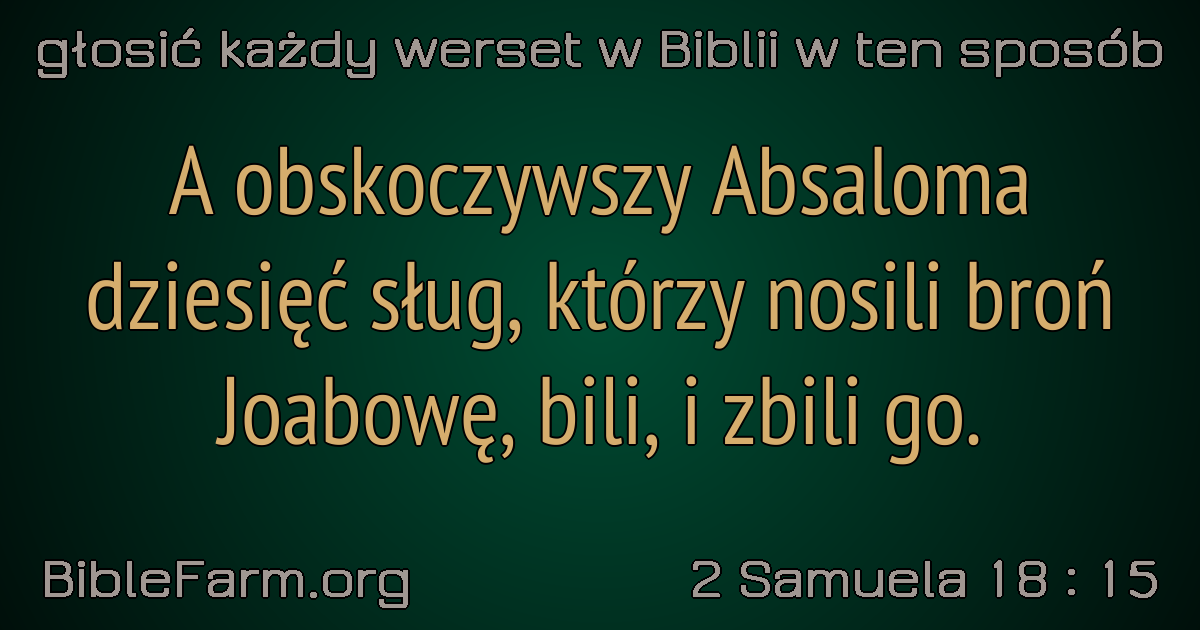 głosić każdy werset w Biblii w ten sposób
A obskoczywszy Absaloma
dziesięć sług, którzy nosili broń
Joabowę, bili, i zbili go.
BibleFarm.org
2 Samuela 18 : 15